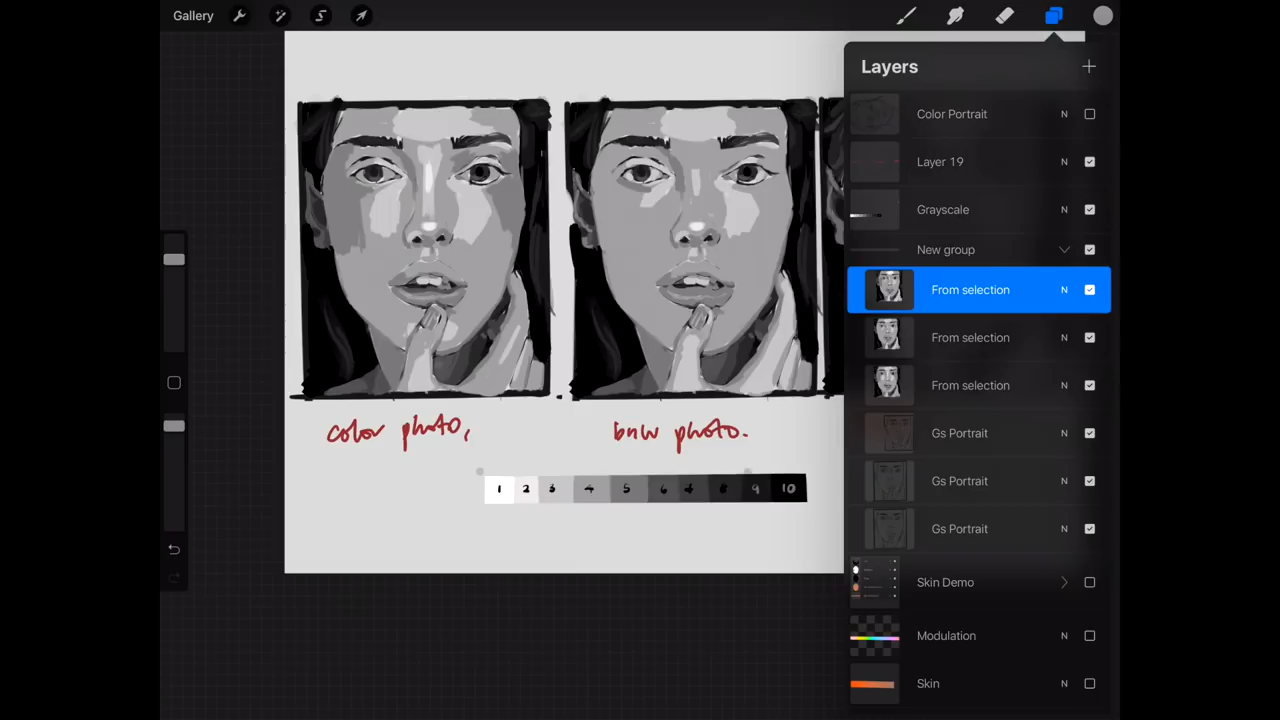 Gallery
Layers
Color Portrait N
Layer 19 N
Grayscale N
New group
From selection N
From selection N
From selection N
Gs Portrait N
Gs Portrait N
Gs Portrait N
Skin Demo
Modulation N
Skin N
color photo,
bnw photo.
1 2 3 4 5 6 7 8 9 10